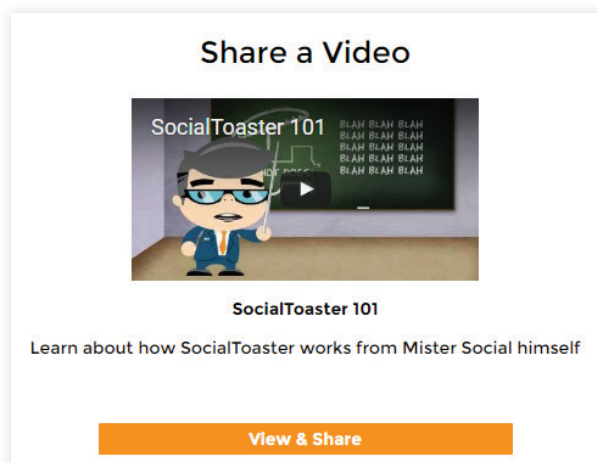 Share a Video
SocialToaster 101
BLAH BLAH BLAH
BLAH BLAH BLAH
BLAH BLAH BLAH
BLAH BLAH BLAH
BLAH BLAH BLAH
SocialToaster 101
Learn about how SocialToaster works from Mister Social himself
View & Share